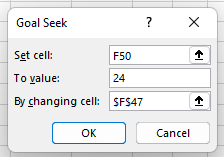 Goal Seek ? ×
Set cell: F50
To value: 24
By changing cell: $F$47
OK Cancel